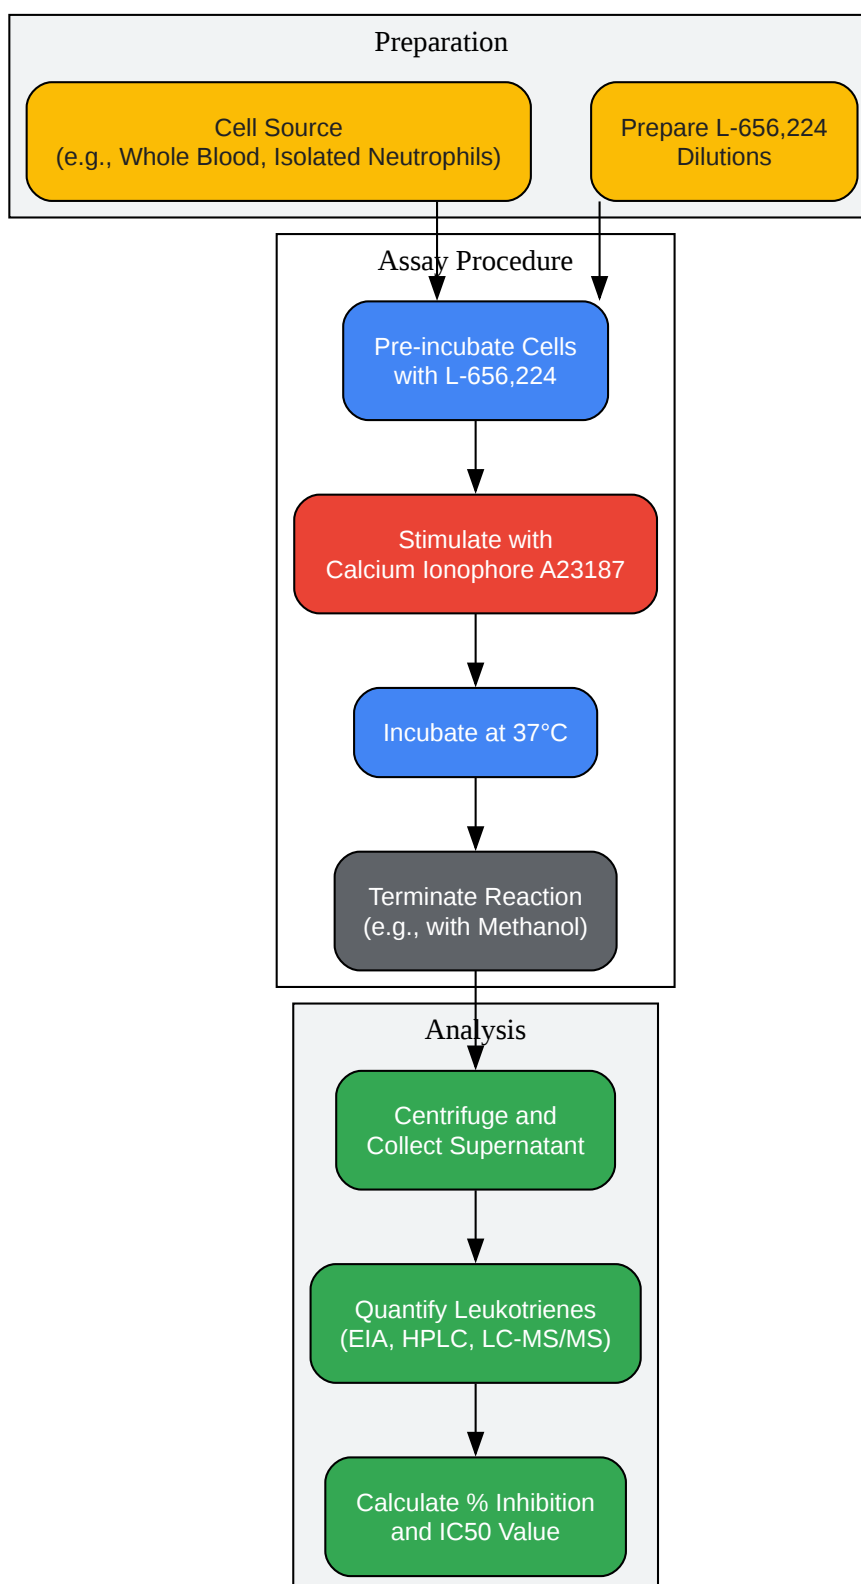 Preparation
Cell Source
(e.g., Whole Blood, Isolated Neutrophils)
Prepare L-656,224
Dilutions
Assay Procedure
Pre-incubate Cells
with L-656,224
Stimulate with
Calcium Ionophore A23187
Incubate at 37°C
Terminate Reaction
(e.g., with Methanol)
Analysis
Centrifuge and
Collect Supernatant
Quantify Leukotrienes
(EIA, HPLC, LC-MS/MS)
Calculate % Inhibition
and IC50 Value